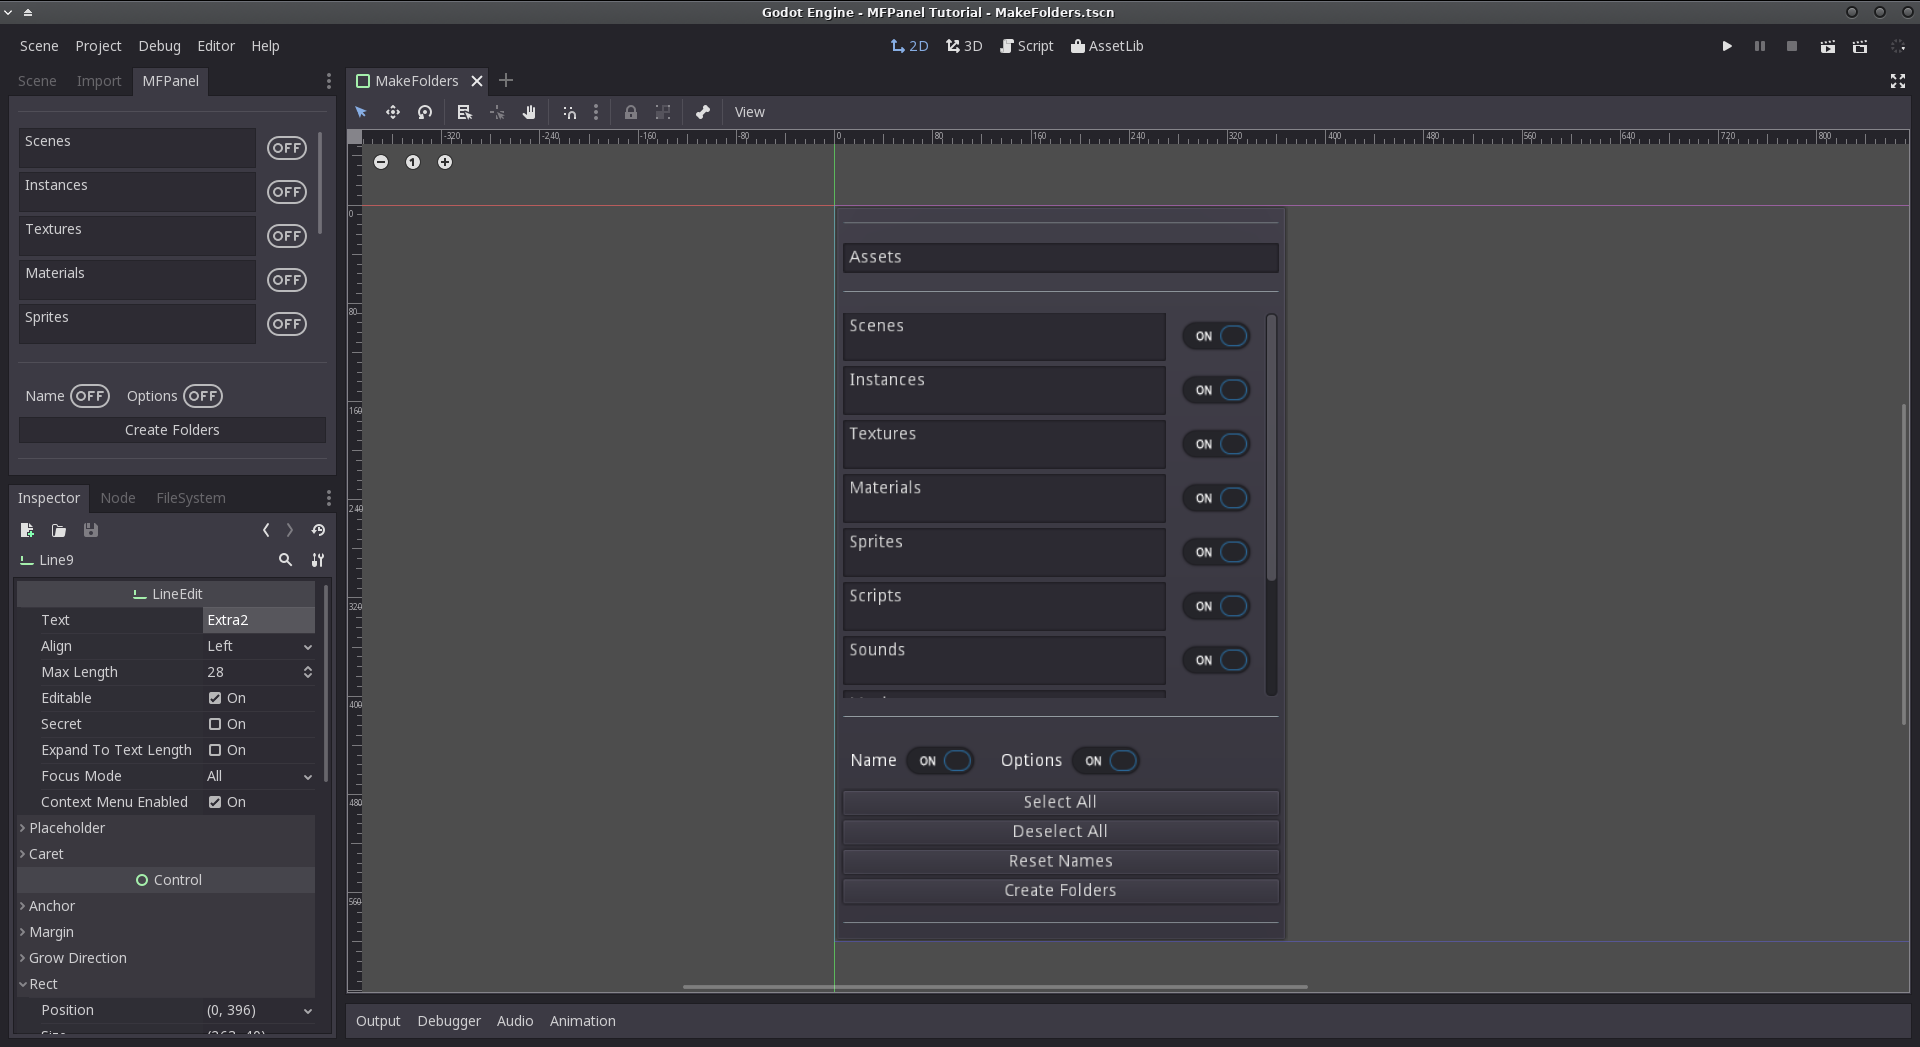 Godot Engine - MFPanel Tutorial - MakeFolders.tscn
Scene Project Debug Editor Help
2D 3D Script AssetLib
Scene Import MFPanel
MakeFolders
View
-320 -240 -160 -80 0 80 160 240 320 400 480 560 640 720 800
0
80
160
240
320
400
480
560
1
Scenes OFF
Instances OFF
Textures OFF
Materials OFF
Sprites OFF
Name OFF Options OFF
Create Folders
Inspector Node FileSystem
Line9
LineEdit
Text Extra2
Align Left
Max Length 28
Editable On
Secret On
Expand To Text Length On
Focus Mode All
Context Menu Enabled On
Placeholder
Caret
Control
Anchor
Margin
Grow Direction
Rect
Position (0, 396)
Assets
Scenes ON
Instances ON
Textures ON
Materials ON
Sprites ON
Scripts ON
Sounds ON
Name ON Options ON
Select All
Deselect All
Reset Names
Create Folders
Output Debugger Audio Animation